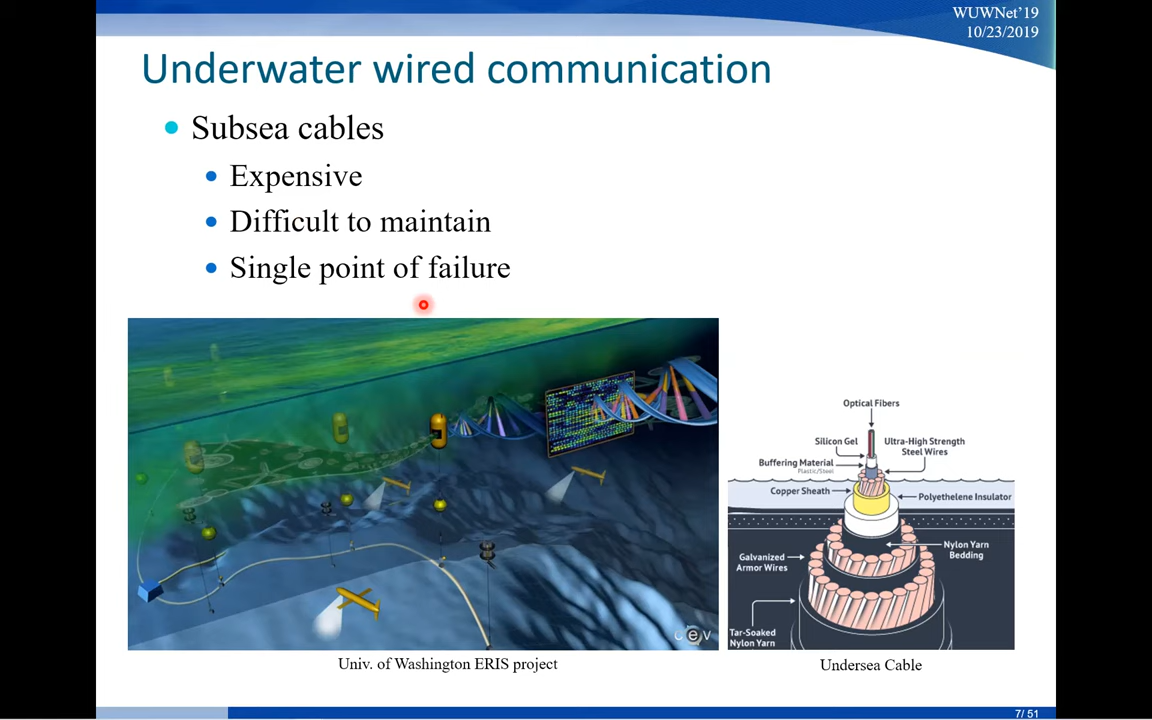 WUWNet'19
10/23/2019
Underwater wired communication
Subsea cables
Expensive
Difficult to maintain
Single point of failure
Optical Fibers
Silicon Gel
Ultra-High Strength
Steel Wires
Buffering Material
Plastic/Steel
Copper Sheath
Polyethelene Insulator
Nylon Yarn
Bedding
Galvanized
Armor Wires
Tar-Soaked
Nylon Yarn
Univ. of Washington ERIS project
Undersea Cable
7/ 51